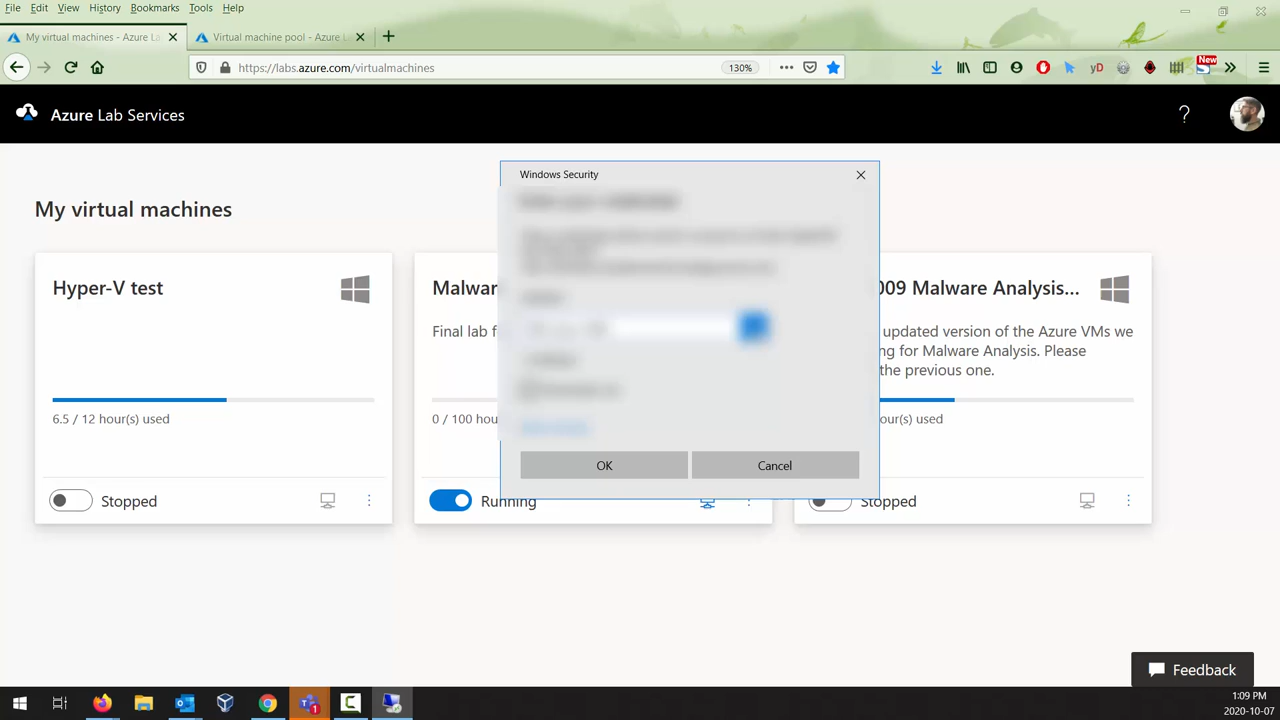 File Edit View History Bookmarks Tools Help
My virtual machines - Azure La
Virtual machine pool - Azure L
https://labs.azure.com/virtualmachines
130%
New
yD
Azure Lab Services
?
Windows Security
My virtual machines
Hyper-V test
Malwar
009 Malware Analysis...
Final lab f
updated version of the Azure VMs we
ng for Malware Analysis. Please
the previous one.
6.5 / 12 hour(s) used
0 / 100 hou
our(s) used
OK
Cancel
Stopped
Running
Stopped
Feedback
1
1:09 PM
2020-10-07